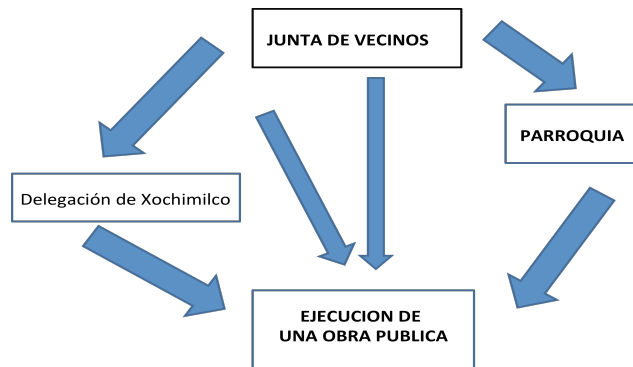 JUNTA DE VECINOS
PARROQUIA
Delegación de Xochimilco
EJECUCION DE
UNA OBRA PUBLICA